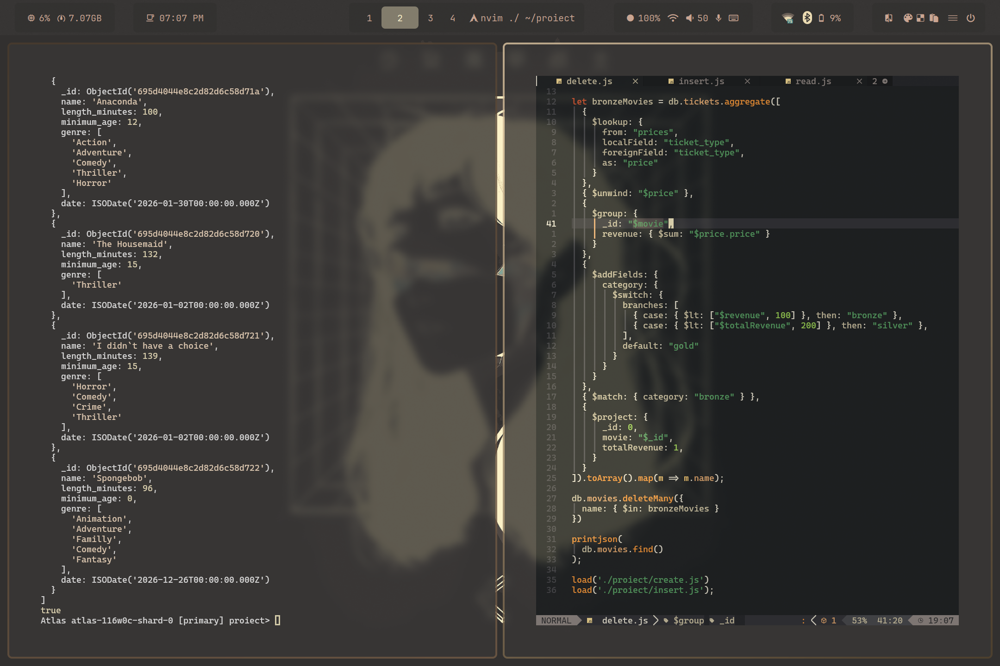 6% 7.07GB 07:07 PM 1 2 3 4 nvim ./ ~/proiect 100% 50 75 9%
{
_id: ObjectId('695d4044e8c2d82d6c58d71a'),
name: 'Anaconda',
length_minutes: 100,
minimum_age: 12,
genre: [
'Action',
'Adventure',
'Comedy',
'Thriller',
'Horror'
],
date: ISODate('2026-01-30T00:00:00.000Z')
},
{
_id: ObjectId('695d4044e8c2d82d6c58d720'),
name: 'The Housemaid',
length_minutes: 132,
minimum_age: 15,
genre: [
'Thriller'
],
date: ISODate('2026-01-02T00:00:00.000Z')
},
{
_id: ObjectId('695d4044e8c2d82d6c58d721'),
name: 'I didn`t have a choice',
length_minutes: 139,
minimum_age: 15,
genre: [
'Horror',
'Comedy',
'Crime',
'Thriller'
],
date: ISODate('2026-01-02T00:00:00.000Z')
},
{
_id: ObjectId('695d4044e8c2d82d6c58d722'),
name: 'Spongebob',
length_minutes: 96,
minimum_age: 0,
genre: [
'Animation',
'Adventure',
'Familly',
'Comedy',
'Fantasy'
],
date: ISODate('2026-12-26T00:00:00.000Z')
}
]
true
Atlas atlas-116w0c-shard-0 [primary] proiect>
JS delete.js × JS insert.js × JS read.js × 2
13
12 let bronzeMovies = db.tickets.aggregate([
11 {
10 $lookup: {
9 from: "prices",
8 localField: "ticket_type",
7 foreignField: "ticket_type",
6 as: "price"
5 }
4 },
3 { $unwind: "$price" },
2 {
1 $group: {
41 _id: "$movie",
1 revenue: { $sum: "$price.price" }
2 }
3 },
4 {
5 $addFields: {
6 category: {
7 $switch: {
8 branches: [
9 { case: { $lt: ["$revenue", 100] }, then: "bronze" },
10 { case: { $lt: ["$totalRevenue", 200] }, then: "silver" },
11 ],
12 default: "gold"
13 }
14 }
15 }
16 },
17 { $match: { category: "bronze" } },
18 {
19 $project: {
20 _id: 0,
21 movie: "$_id",
22 totalRevenue: 1,
23 }
24 }
25 ]).toArray().map(m => m.name);
26
27 db.movies.deleteMany({
28 name: { $in: bronzeMovies }
29 })
30
31 printjson(
32 db.movies.find()
33 );
34
35 load('./proiect/create.js')
36 load('./proiect/insert.js');
NORMAL JS delete.js $group _id : 1 53% 41:20 19:07